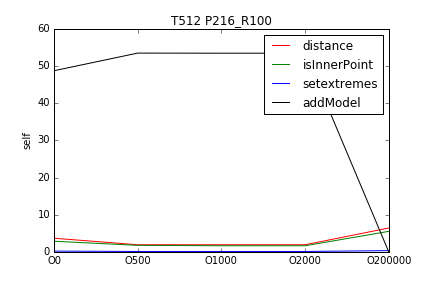 T512 P216_R100
60
50
40
30
20
10
0
self
distance
isInnerPoint
setextremes
addModel
O0
O500
O1000
O2000
O200000